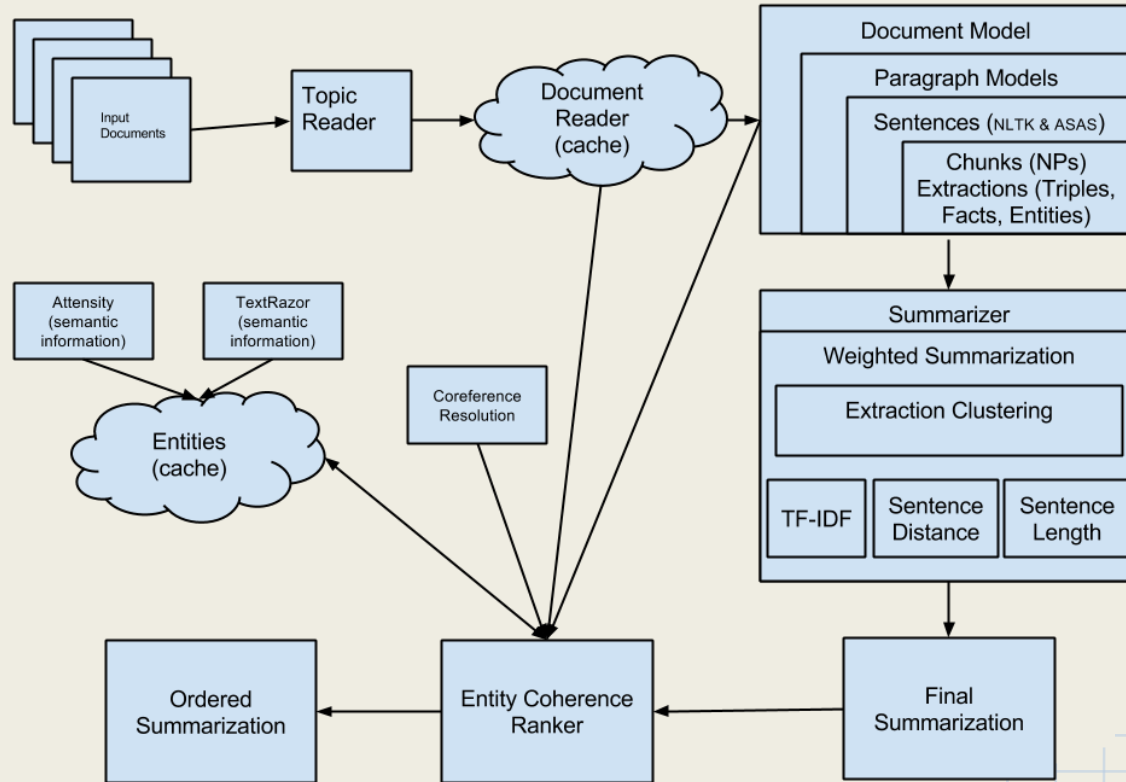 Input
Documents
Topic
Reader
Document
Reader
(cache)
Document Model
Paragraph Models
Sentences (NLTK & ASAS)
Chunks (NPs)
Extractions (Triples,
Facts, Entities)
Attensity
(semantic
information)
TextRazor
(semantic
information)
Entities
(cache)
Coreference
Resolution
Summarizer
Weighted Summarization
Extraction Clustering
TF-IDF
Sentence
Distance
Sentence
Length
Ordered
Summarization
Entity Coherence
Ranker
Final
Summarization